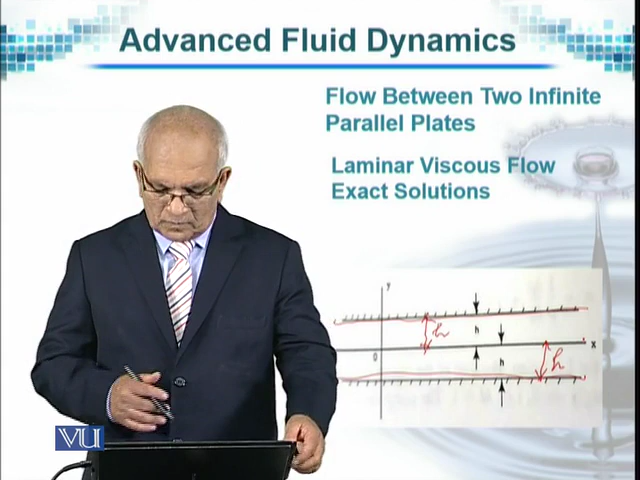 Advanced Fluid Dynamics
Flow Between Two Infinite
Parallel Plates
Laminar Viscous Flow
Exact Solutions
y
h
h
x
0
h
h
VU